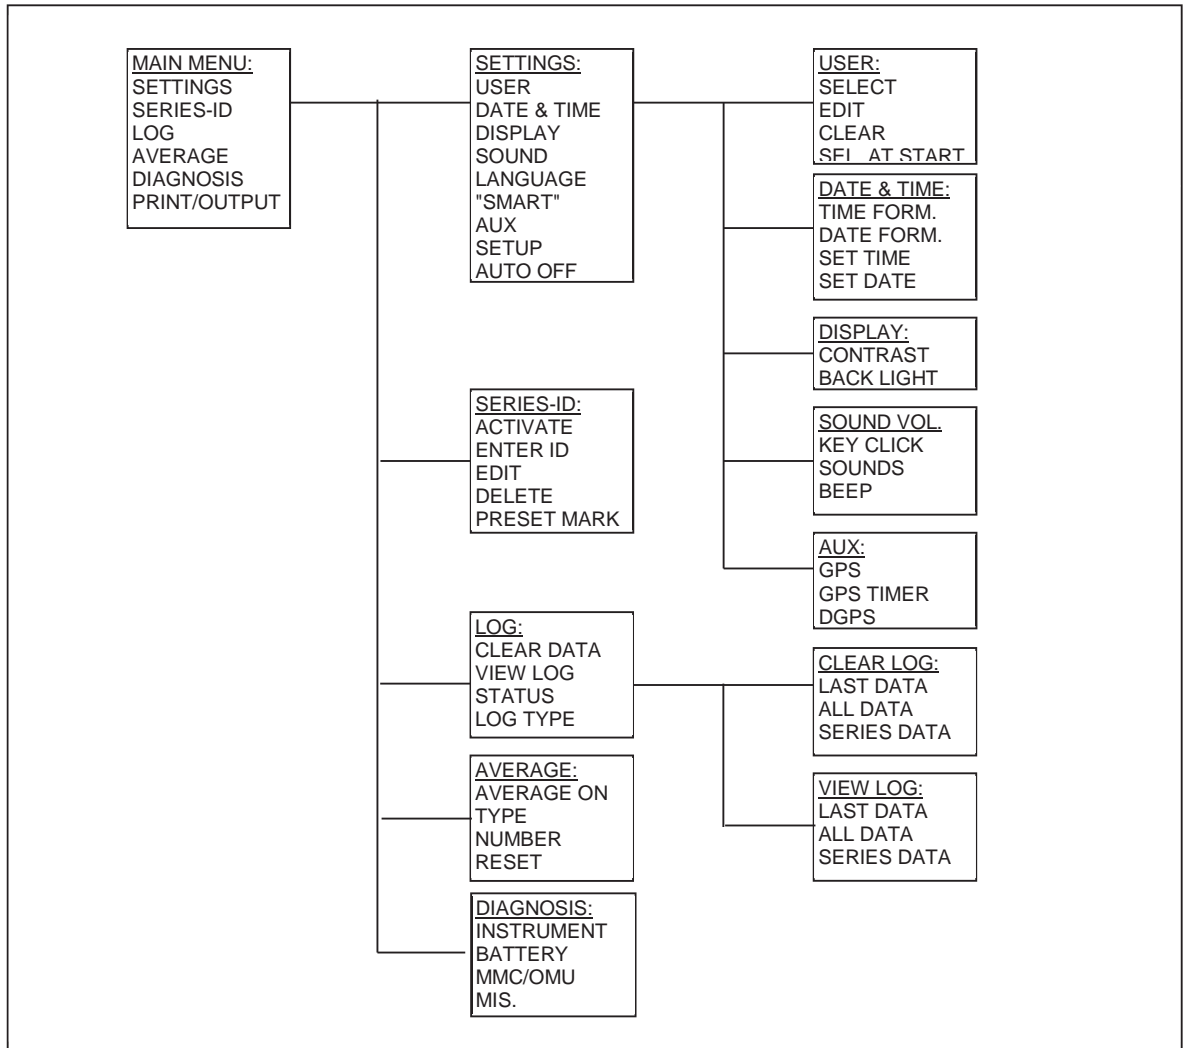 MAIN MENU:
SETTINGS
SERIES-ID
LOG
AVERAGE
DIAGNOSIS
PRINT/OUTPUT
SETTINGS:
USER
DATE & TIME
DISPLAY
SOUND
LANGUAGE
"SMART"
AUX
SETUP
AUTO OFF
USER:
SELECT
EDIT
CLEAR
SEL. AT START
DATE & TIME:
TIME FORM.
DATE FORM.
SET TIME
SET DATE
DISPLAY:
CONTRAST
BACK LIGHT
SOUND VOL.
KEY CLICK
SOUNDS
BEEP
AUX:
GPS
GPS TIMER
DGPS
SERIES-ID:
ACTIVATE
ENTER ID
EDIT
DELETE
PRESET MARK
LOG:
CLEAR DATA
VIEW LOG
STATUS
LOG TYPE
CLEAR LOG:
LAST DATA
ALL DATA
SERIES DATA
VIEW LOG:
LAST DATA
ALL DATA
SERIES DATA
AVERAGE:
AVERAGE ON
TYPE
NUMBER
RESET
DIAGNOSIS:
INSTRUMENT
BATTERY
MMC/OMU
MIS.